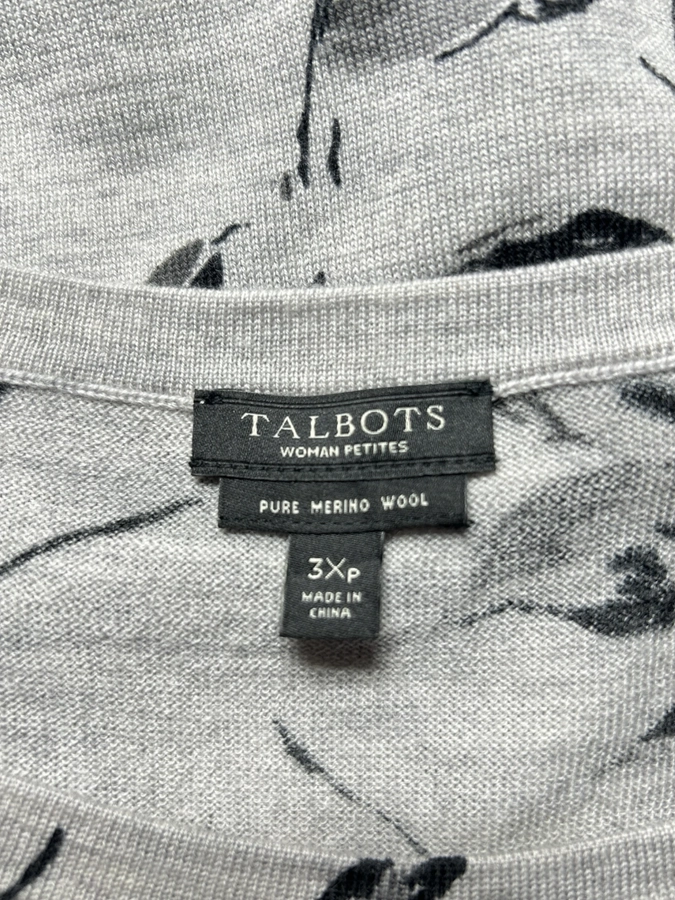 TALBOTS
WOMAN PETITES
PURE MERINO WOOL
3XP
MADE IN
CHINA